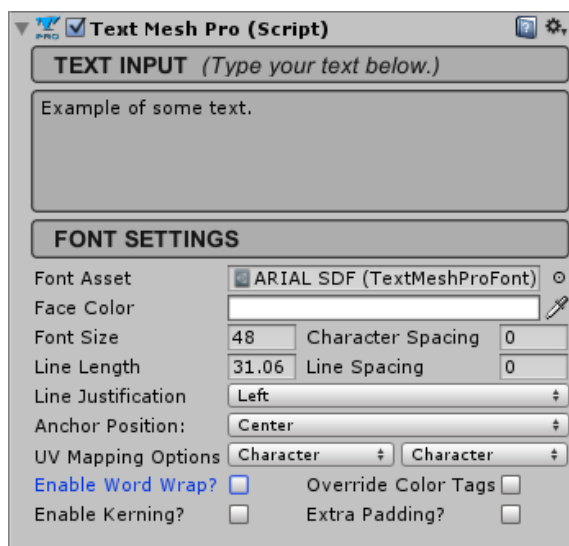 Text Mesh Pro (Script)
PRO
TEXT INPUT (Type your text below.)
Example of some text.
FONT SETTINGS
Font Asset ARIAL SDF (TextMeshProFont)
Face Color
Font Size 48 Character Spacing 0
Line Length 31.06 Line Spacing 0
Line Justification Left
Anchor Position: Center
UV Mapping Options Character Character
Enable Word Wrap? Override Color Tags
Enable Kerning? Extra Padding?